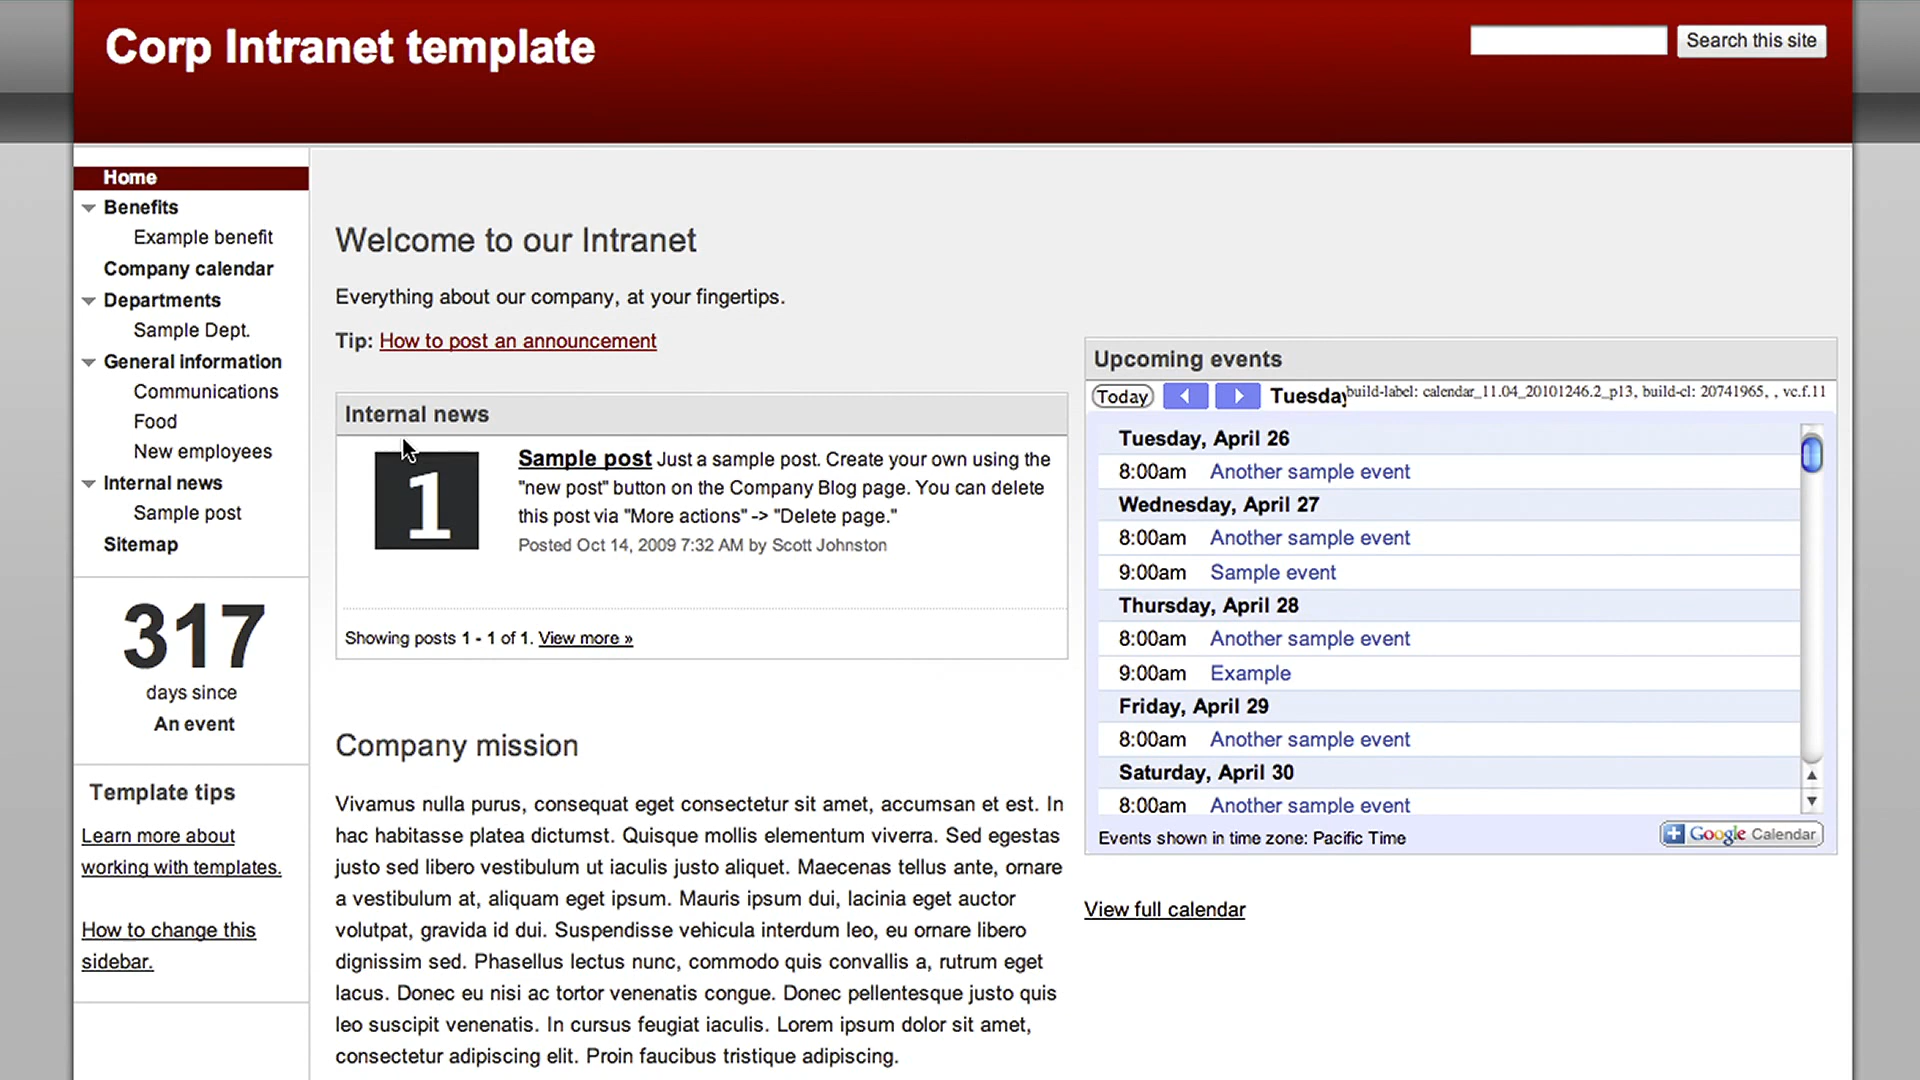 Corp Intranet template
Search this site
Home
Benefits
Example benefit
Company calendar
Departments
Sample Dept.
General information
Communications
Food
New employees
Internal news
Sample post
Sitemap
317
days since
An event
Template tips
Learn more about
working with templates.
How to change this
sidebar.
Welcome to our Intranet
Everything about our company, at your fingertips.
Tip: How to post an announcement
Internal news
1
Sample post Just a sample post. Create your own using the
"new post" button on the Company Blog page. You can delete
this post via "More actions" -> "Delete page."
Posted Oct 14, 2009 7:32 AM by Scott Johnston
Showing posts 1 - 1 of 1. View more »
Company mission
Vivamus nulla purus, consequat eget consectetur sit amet, accumsan et est. In
hac habitasse platea dictumst. Quisque mollis elementum viverra. Sed egestas
justo sed libero vestibulum ut iaculis justo aliquet. Maecenas tellus ante, ornare
a vestibulum at, aliquam eget ipsum. Mauris ipsum dui, lacinia eget auctor
volutpat, gravida id dui. Suspendisse vehicula interdum leo, eu ornare libero
dignissim sed. Phasellus lectus nunc, commodo quis convallis a, rutrum eget
lacus. Donec eu nisi ac tortor venenatis congue. Donec pellentesque justo quis
leo suscipit venenatis. In cursus feugiat iaculis. Lorem ipsum dolor sit amet,
consectetur adipiscing elit. Proin faucibus tristique adipiscing.
Upcoming events
Today Tuesday build-label: calendar_11.04_20101246.2_p13, build-cl: 20741965, , vc.f.11
Tuesday, April 26
8:00am Another sample event
Wednesday, April 27
8:00am Another sample event
9:00am Sample event
Thursday, April 28
8:00am Another sample event
9:00am Example
Friday, April 29
8:00am Another sample event
Saturday, April 30
8:00am Another sample event
Events shown in time zone: Pacific Time
Google Calendar
View full calendar